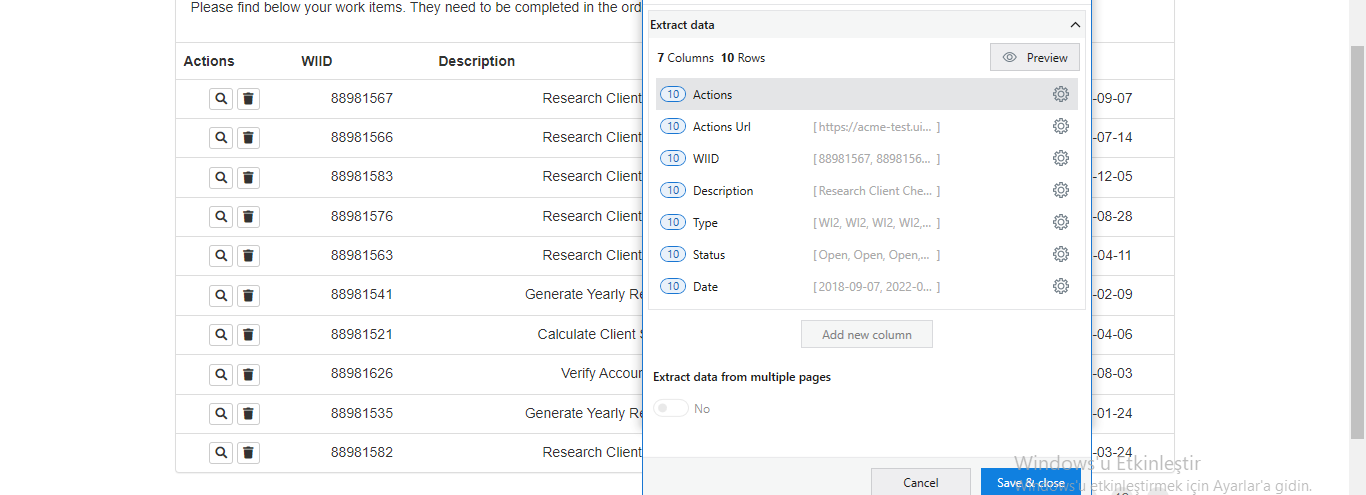 Please find below your work items. They need to be completed in the ord
Actions WIID Description
88981567 Research Client -09-07
88981566 Research Client -07-14
88981583 Research Client -12-05
88981576 Research Client -08-28
88981563 Research Client -04-11
88981541 Generate Yearly Re -02-09
88981521 Calculate Client S -04-06
88981626 Verify Accour -08-03
88981535 Generate Yearly Re -01-24
88981582 Research Client -03-24
Extract data
7 Columns 10 Rows Preview
10 Actions
10 Actions Url [ https://acme-test.ui... ]
10 WIID [ 88981567, 8898156... ]
10 Description [ Research Client Che... ]
10 Type [ WI2, WI2, WI2, WI2,... ]
10 Status [ Open, Open, Open,... ]
10 Date [ 2018-09-07, 2022-0... ]
Add new column
Extract data from multiple pages
No
Cancel Save & close
Windows'u Etkinleştir
Windows'u etkinleştirmek için Ayarlar'a gidin.